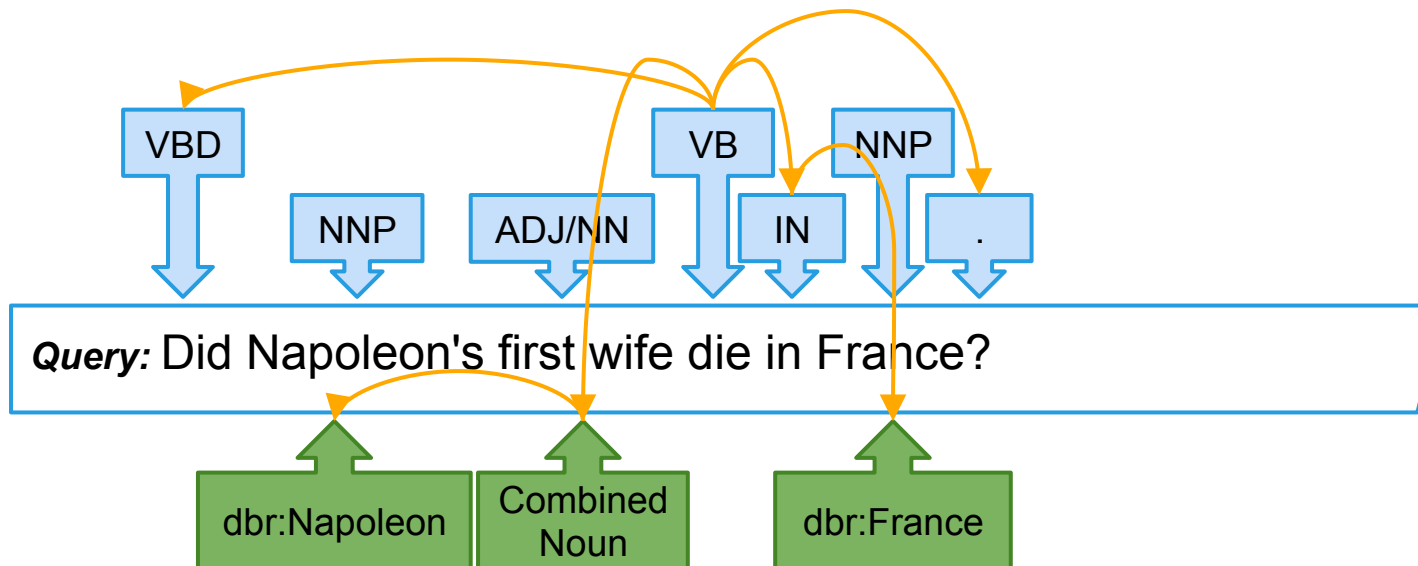 VBD VB NNP
NNP ADJ/NN IN .
Query: Did Napoleon's first wife die in France?
dbr:Napoleon
Combined
Noun
dbr:France